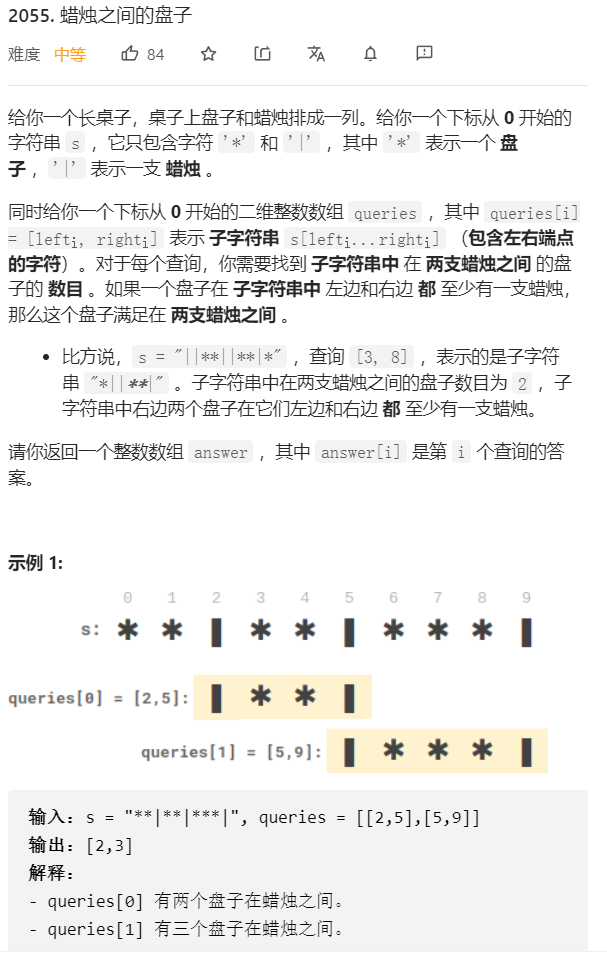 2055. 蜡烛之间的盘子
难度 中等 84
给你一个长桌子，桌子上盘子和蜡烛排成一列。给你一个下标从 0 开始的
字符串 s ，它只包含字符 '*' 和 '|' ，其中 '*' 表示一个 盘
子 ，'|' 表示一支 蜡烛 。
同时给你一个下标从 0 开始的二维整数数组 queries ，其中 queries[i]
= [lefti, righti] 表示 子字符串 s[lefti...righti] （包含左右端点
的字符）。对于每个查询，你需要找到 子字符串中 在 两支蜡烛之间 的盘
子的 数目 。如果一个盘子在 子字符串中 左边和右边 都 至少有一支蜡烛，
那么这个盘子满足在 两支蜡烛之间 。
• 比方说，s = "||**||**|*" ，查询 [3, 8] ，表示的是子字符
串 "*||**|" 。子字符串中在两支蜡烛之间的盘子数目为 2 ，子
字符串中右边两个盘子在它们左边和右边 都 至少有一支蜡烛。
请你返回一个整数数组 answer ，其中 answer[i] 是第 i 个查询的答
案。
示例 1:
0 1 2 3 4 5 6 7 8 9
s: * * | * * | * * * |
queries[0] = [2,5]: | * * |
queries[1] = [5,9]: | * * * |
输入：s = "**|**|***|", queries = [[2,5],[5,9]]
输出：[2,3]
解释：
- queries[0] 有两个盘子在蜡烛之间。
- queries[1] 有三个盘子在蜡烛之间。